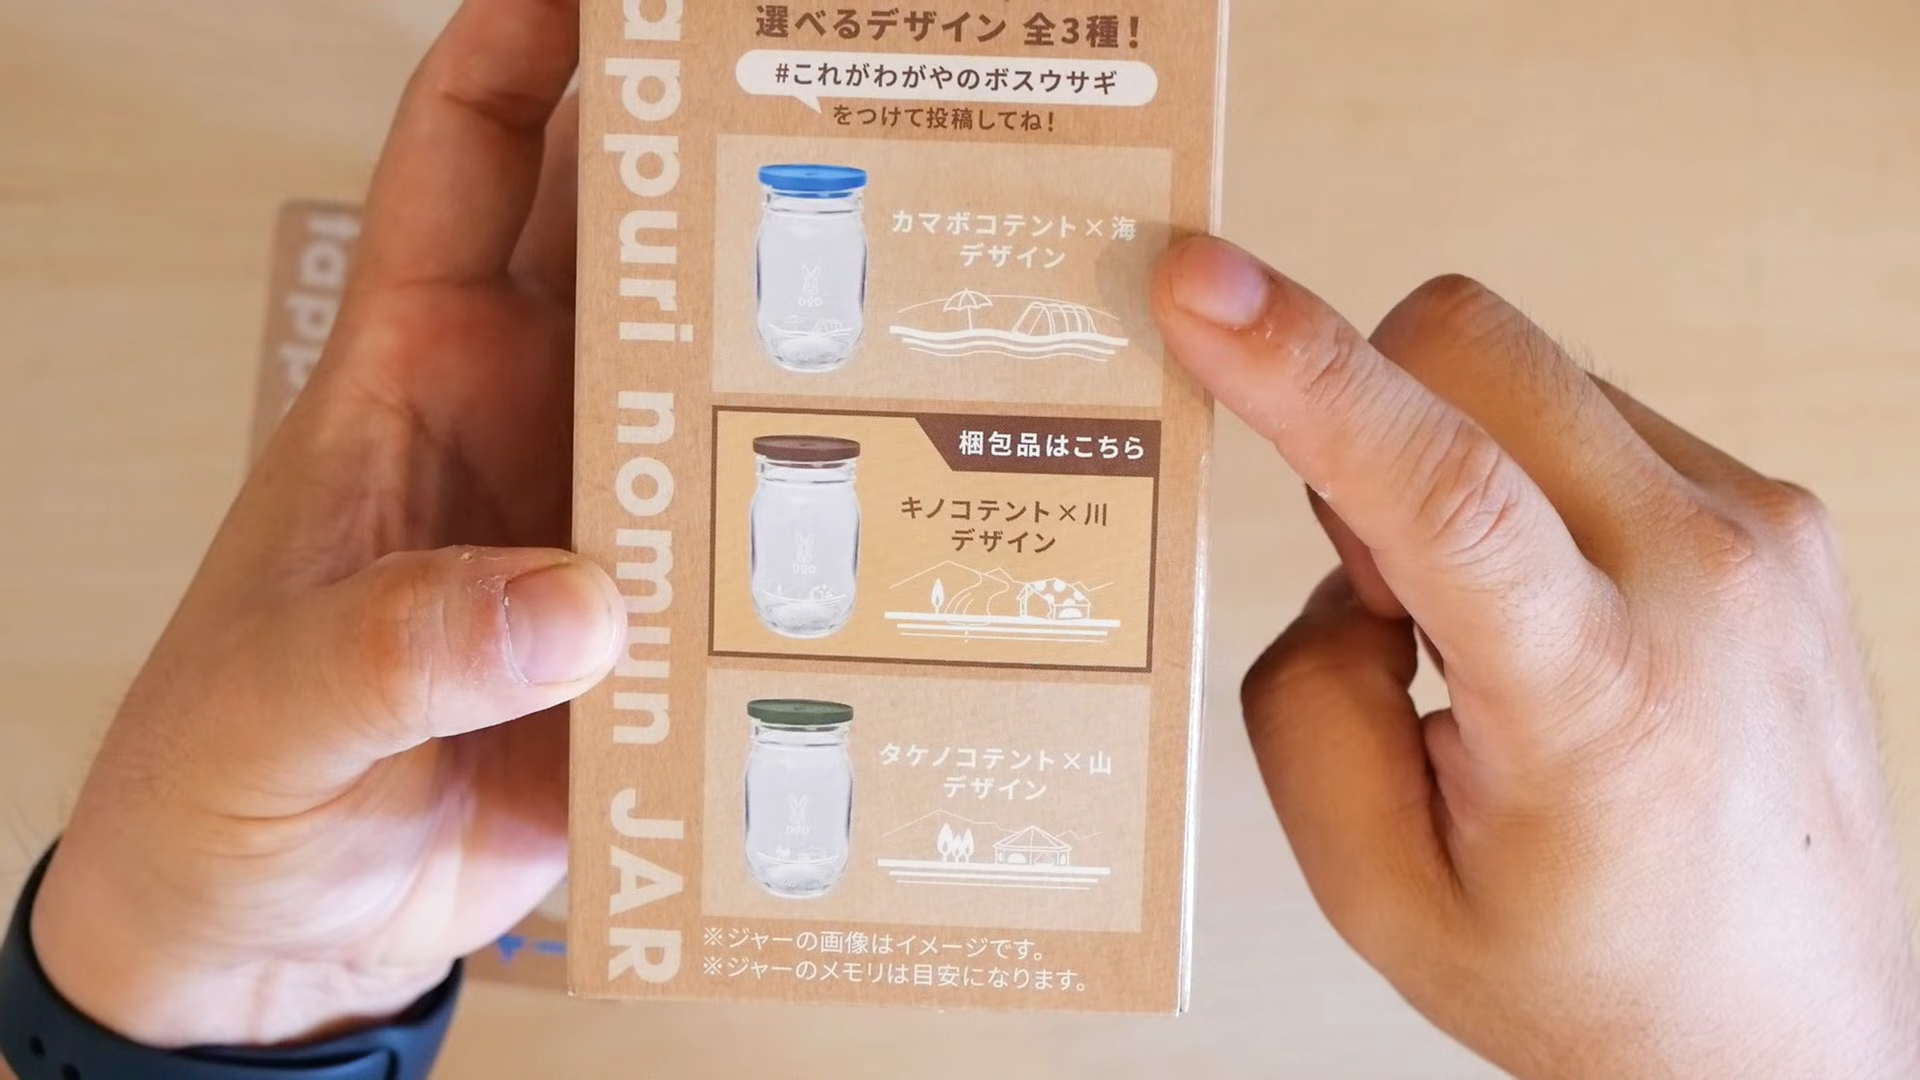 選べるデザイン 全3種!
#これがわがやのボスウサギ
をつけて投稿してね!
カマボコテント×海
デザイン
DOD
梱包品はこちら
キノコテント×川
デザイン
DOD
タケノコテント×山
デザイン
DOD
※ジャーの画像はイメージです。
※ジャーのメモリは目安になります。
appuri nomun JAR
tapp